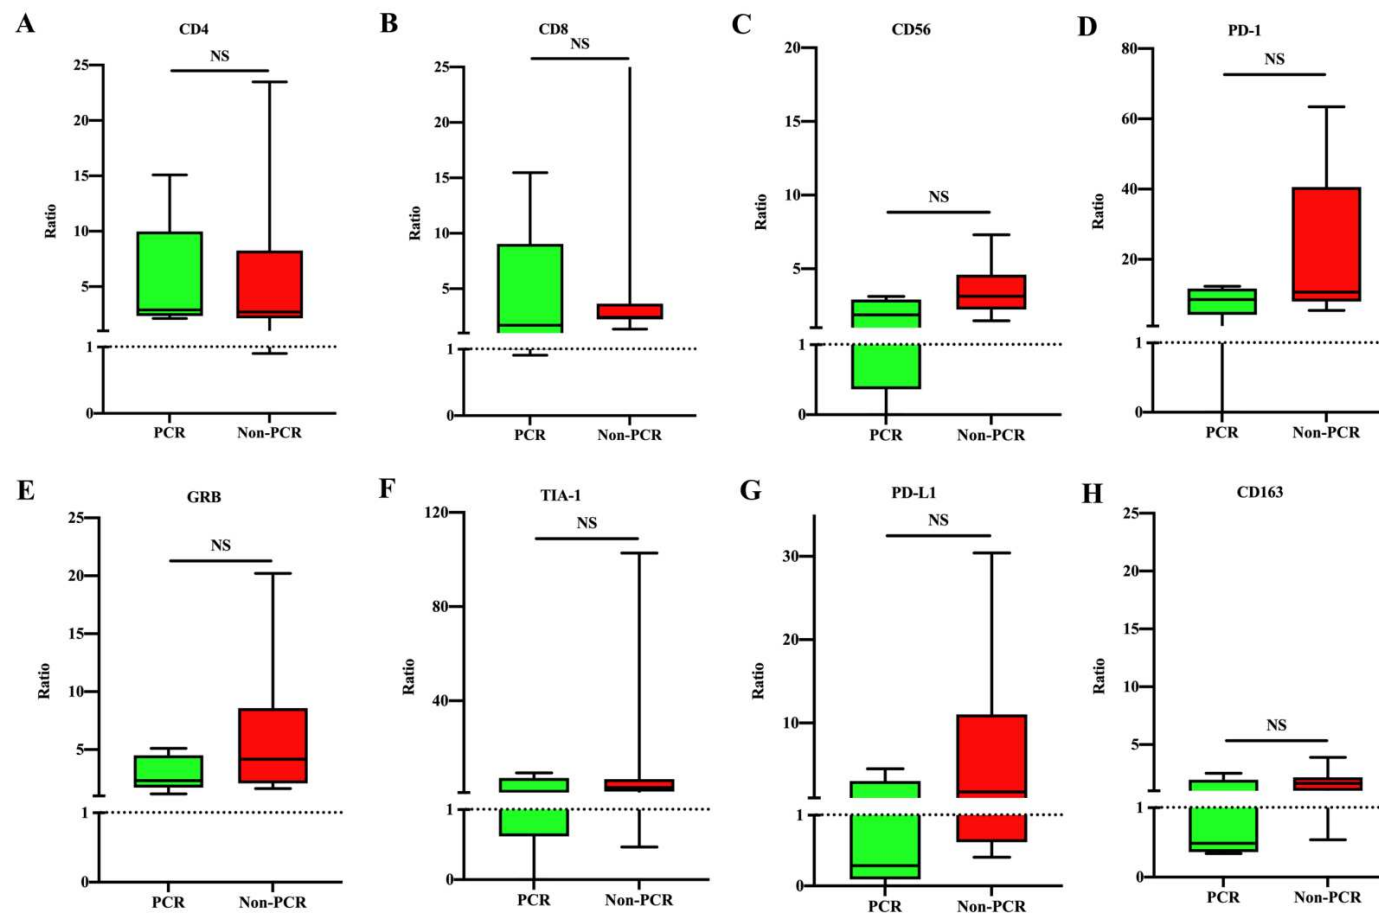 A
CD4
NS
25
20
15
10
5
1
0
Ratio
PCR
Non-PCR
B
CD8
NS
25
20
15
10
5
1
0
Ratio
PCR
Non-PCR
C
CD56
NS
20
15
10
5
1
0
Ratio
PCR
Non-PCR
D
PD-1
NS
80
60
40
20
1
0
Ratio
PCR
Non-PCR
E
GRB
NS
25
20
15
10
5
1
0
Ratio
PCR
Non-PCR
F
TIA-1
NS
120
80
40
1
0
Ratio
PCR
Non-PCR
G
PD-L1
NS
30
20
10
1
0
Ratio
PCR
Non-PCR
H
CD163
NS
25
20
15
10
5
1
0
Ratio
PCR
Non-PCR